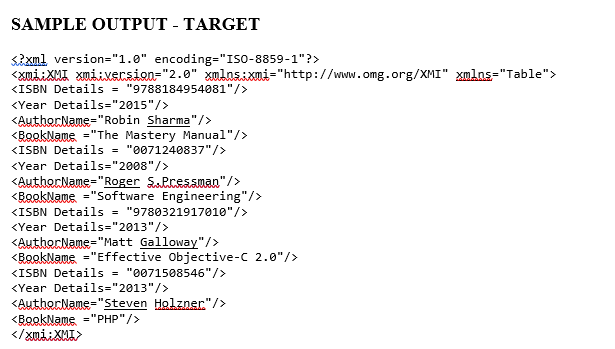 SAMPLE OUTPUT - TARGET
<?xml version="1.0" encoding="ISO-8859-1"?>
<xmi:XMI xmi:version="2.0" xmlns:xmi="http://www.omg.org/XMI" xmlns="Table">
<ISBN Details = "9788184954081"/>
<Year Details="2015"/>
<AuthorName="Robin Sharma"/>
<BookName ="The Mastery Manual"/>
<ISBN Details = "0071240837"/>
<Year Details="2008"/>
<AuthorName="Roger S.Pressman"/>
<BookName ="Software Engineering"/>
<ISBN Details = "9780321917010"/>
<Year Details="2013"/>
<AuthorName="Matt Galloway"/>
<BookName ="Effective Objective-C 2.0"/>
<ISBN Details = "0071508546"/>
<Year Details="2013"/>
<AuthorName="Steven Holzner"/>
<BookName ="PHP"/>
</xmi:XMI>